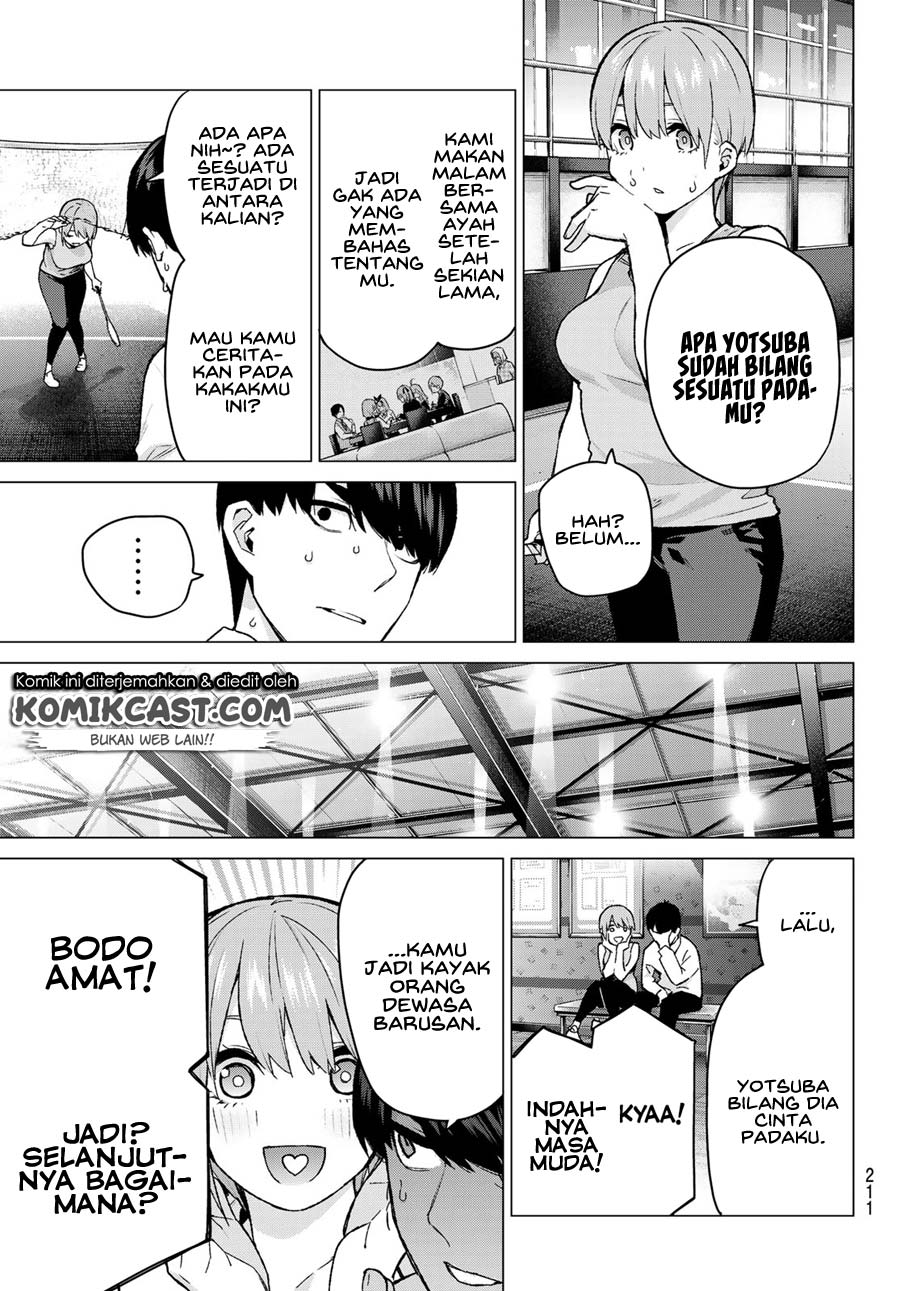 APA YOTSUBA
SUDAH BILANG
SESUATU PADA-
MU?
HAH?
BELUM...
KAMI
MAKAN
MALAM
BER-
SAMA
AYAH
SETE-
LAH
SEKIAN
LAMA,
JADI
GAK ADA
YANG
MEM-
BAHAS
TENTANG
MU.
ADA APA
NIH~? ADA
SESUATU
TERJADI DI
ANTARA
KALIAN?
MAU KAMU
CERITA-
KAN PADA
KAKAKMU
INI?
......
Komik ini diterjemahkan & diedit oleh
KOMIKCAST.COM
BUKAN WEB LAIN!!
...
LALU,
YOTSUBA
BILANG DIA
CINTA
PADAKU.
KYAA!
INDAH-
NYA
MASA
MUDA!
...KAMU
JADI KAYAK
ORANG
DEWASA
BARUSAN.
BODO
AMAT!
JADI?
SELANJUT-
NYA BAGAI-
MANA?
211